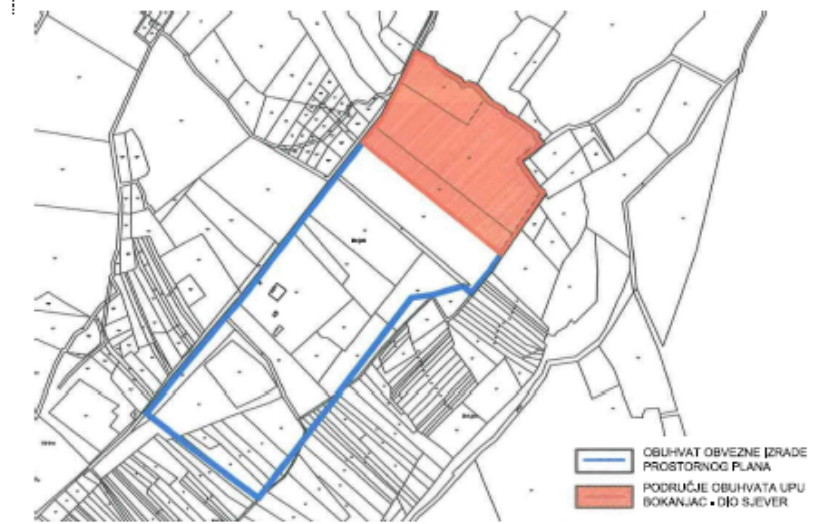 OBUHVAT OBVEZNE IZRADE
PROSTORNOG PLANA
PODRUČJE OBUHVATA UPU
BOKANJAC - DIO SJEVER